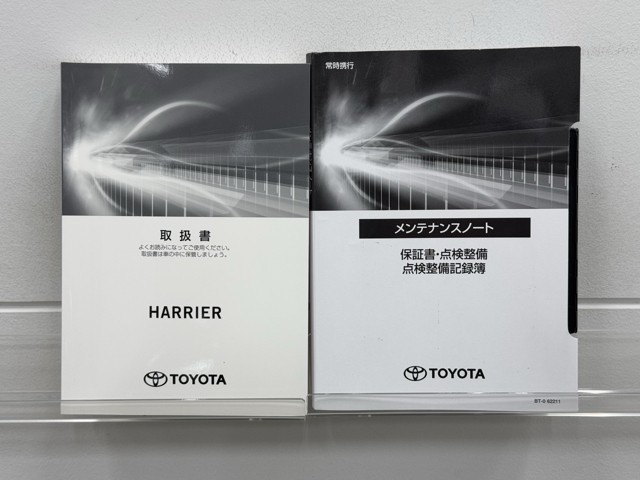 取扱書
よくお読みになってご使用ください。
取扱書は車の中に保管しましょう。
HARRIER
TOYOTA
常時携行
メンテナンスノート
保証書・点検整備
点検整備記録簿
TOYOTA
BT-① 62211